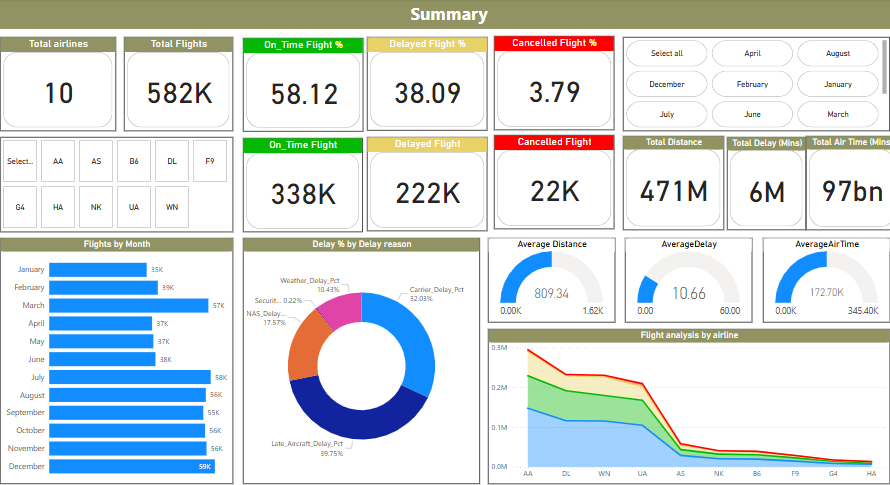 Summary
Total airlines
10
Total Flights
582K
On_Time Flight %
58.12
Delayed Flight %
38.09
Cancelled Flight %
3.79
Select all
April
August
December
February
January
July
June
March
Select...
AA
AS
B6
DL
F9
G4
HA
NK
UA
WN
On_Time Flight
338K
Delayed Flight
222K
Cancelled Flight
22K
Total Distance
471M
Total Delay (Mins)
6M
Total Air Time (Mins
97bn
Flights by Month
January 35K
February 39K
March 57K
April 37K
May 37K
June 38K
July 58K
August 56K
September 55K
October 56K
November 56K
December 59K
Delay % by Delay reason
Weather_Delay_Pct
10.43%
Securit... 0.22%
NAS_Delay...
17.57%
Carrier_Delay_Pct
32.03%
Late_Aircraft_Delay_Pct
39.75%
Average Distance
809.34
0.00K 1.62K
AverageDelay
10.66
0.00 60.00
AverageAirTime
172.70K
0.00K 345.40K
Flight analysis by airline
0.3M
0.2M
0.1M
0.0M
AA DL WN UA AS NK B6 F9 G4 HA